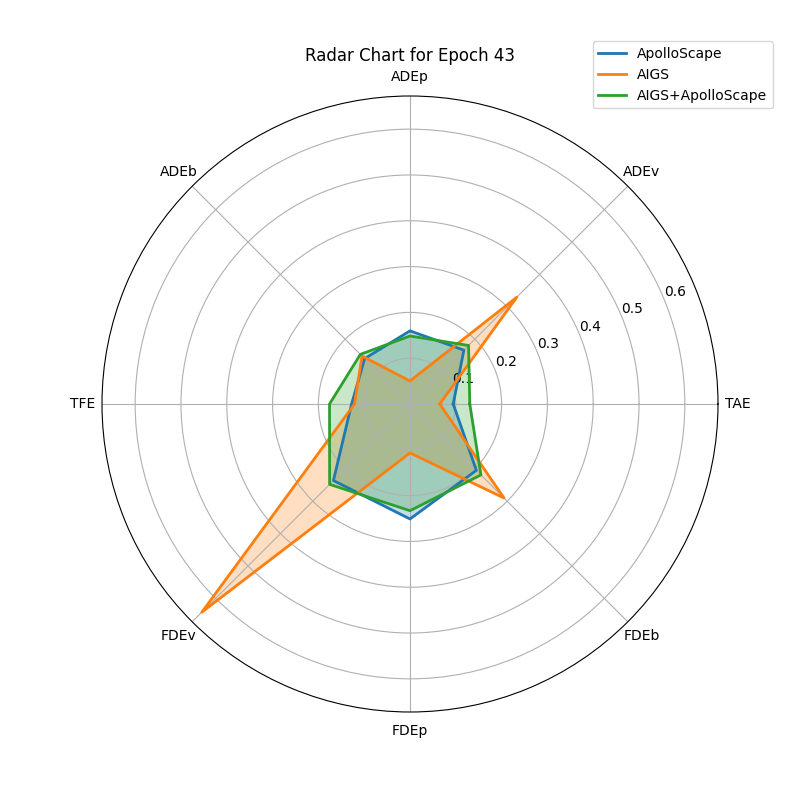 Radar Chart for Epoch 43
ApolloScape
AIGS
AIGS+ApolloScape
ADEp
ADEb
ADEv
0.6
0.5
0.4
0.3
0.2
0.1
TFE
TAE
FDEv
FDEb
FDEp